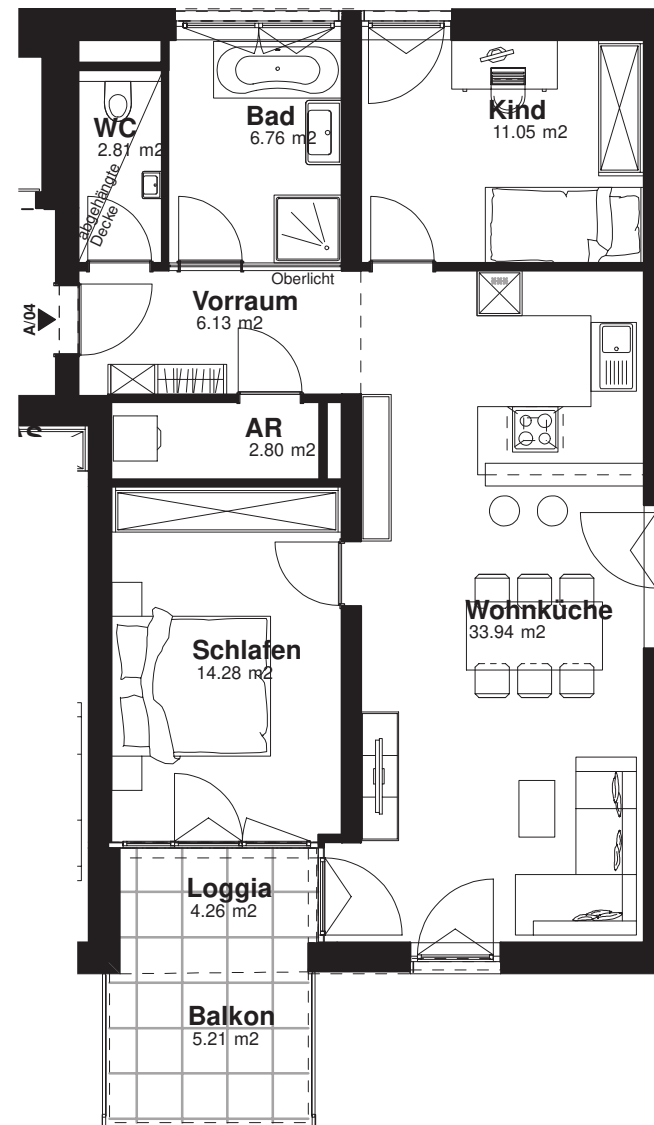 WC
2.81 m2
abgehängte
Decke
Bad
6.76 m2
Kind
11.05 m2
Oberlicht
Vorraum
6.13 m2
A/04
AR
2.80 m2
Wohnküche
33.94 m2
Schlafen
14.28 m2
Loggia
4.26 m2
Balkon
5.21 m2